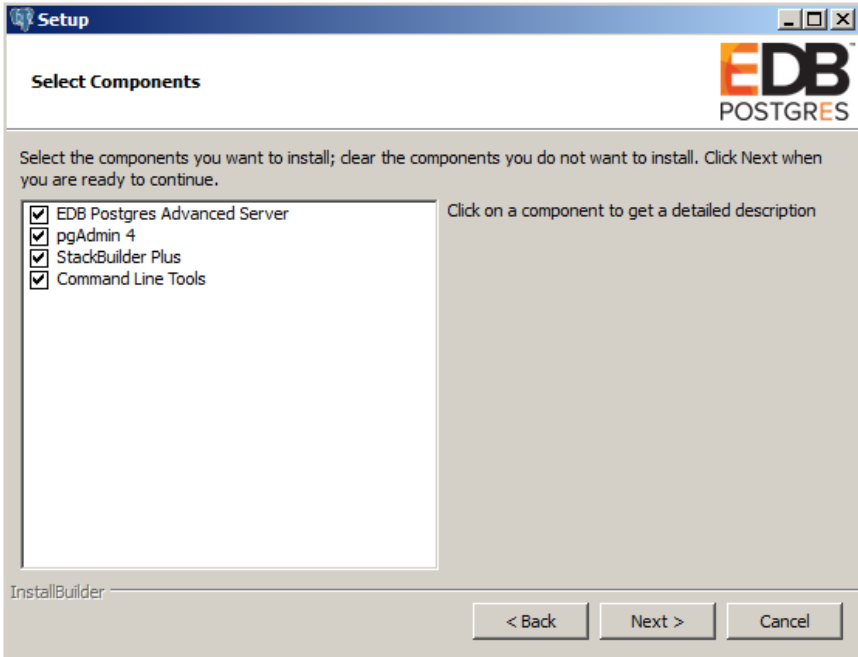 Setup
Select Components
EDB
POSTGRES
Select the components you want to install; clear the components you do not want to install. Click Next when
you are ready to continue.
EDB Postgres Advanced Server
pgAdmin 4
StackBuilder Plus
Command Line Tools
Click on a component to get a detailed description
InstallBuilder
< Back
Next >
Cancel